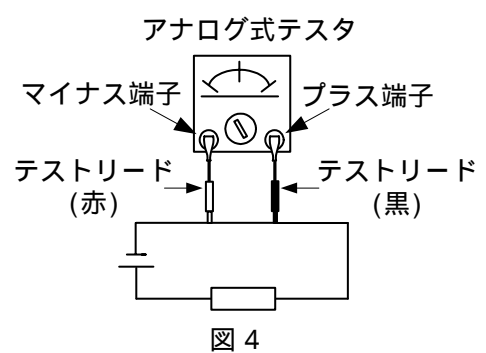 アナログ式テスタ
マイナス端子
プラス端子
テストリード
(赤)
テストリード
(黒)
図 4